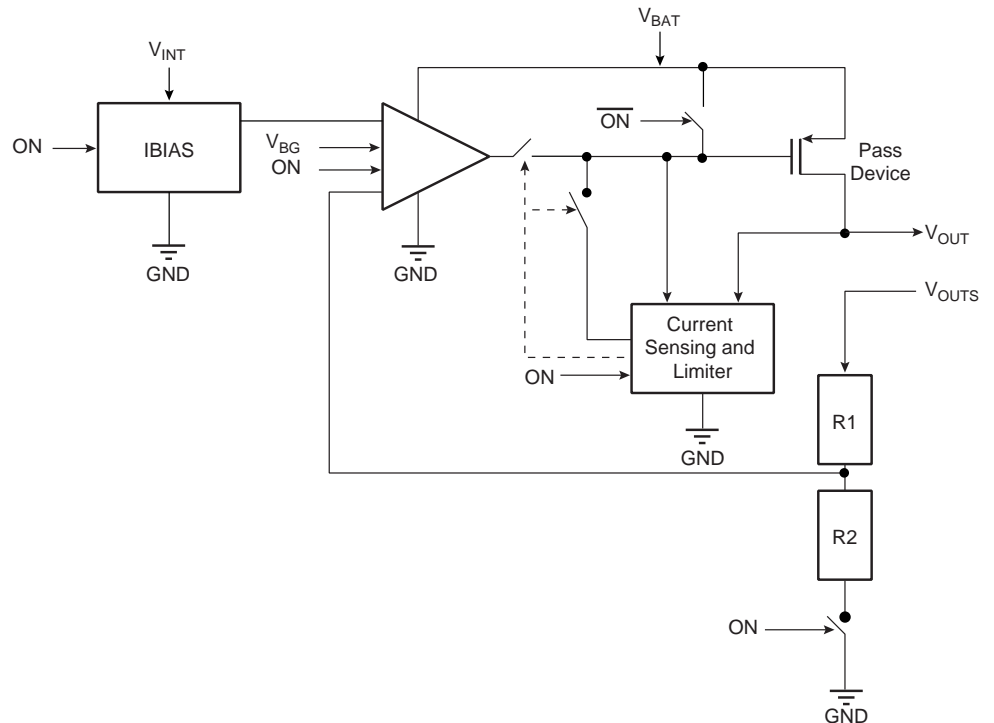 V_BAT
V_INT
ON
IBIAS
V_BG
ON
O̅N̅
Pass
Device
GND
GND
V_OUT
V_OUTS
Current
Sensing and
Limiter
ON
GND
R1
R2
ON
GND